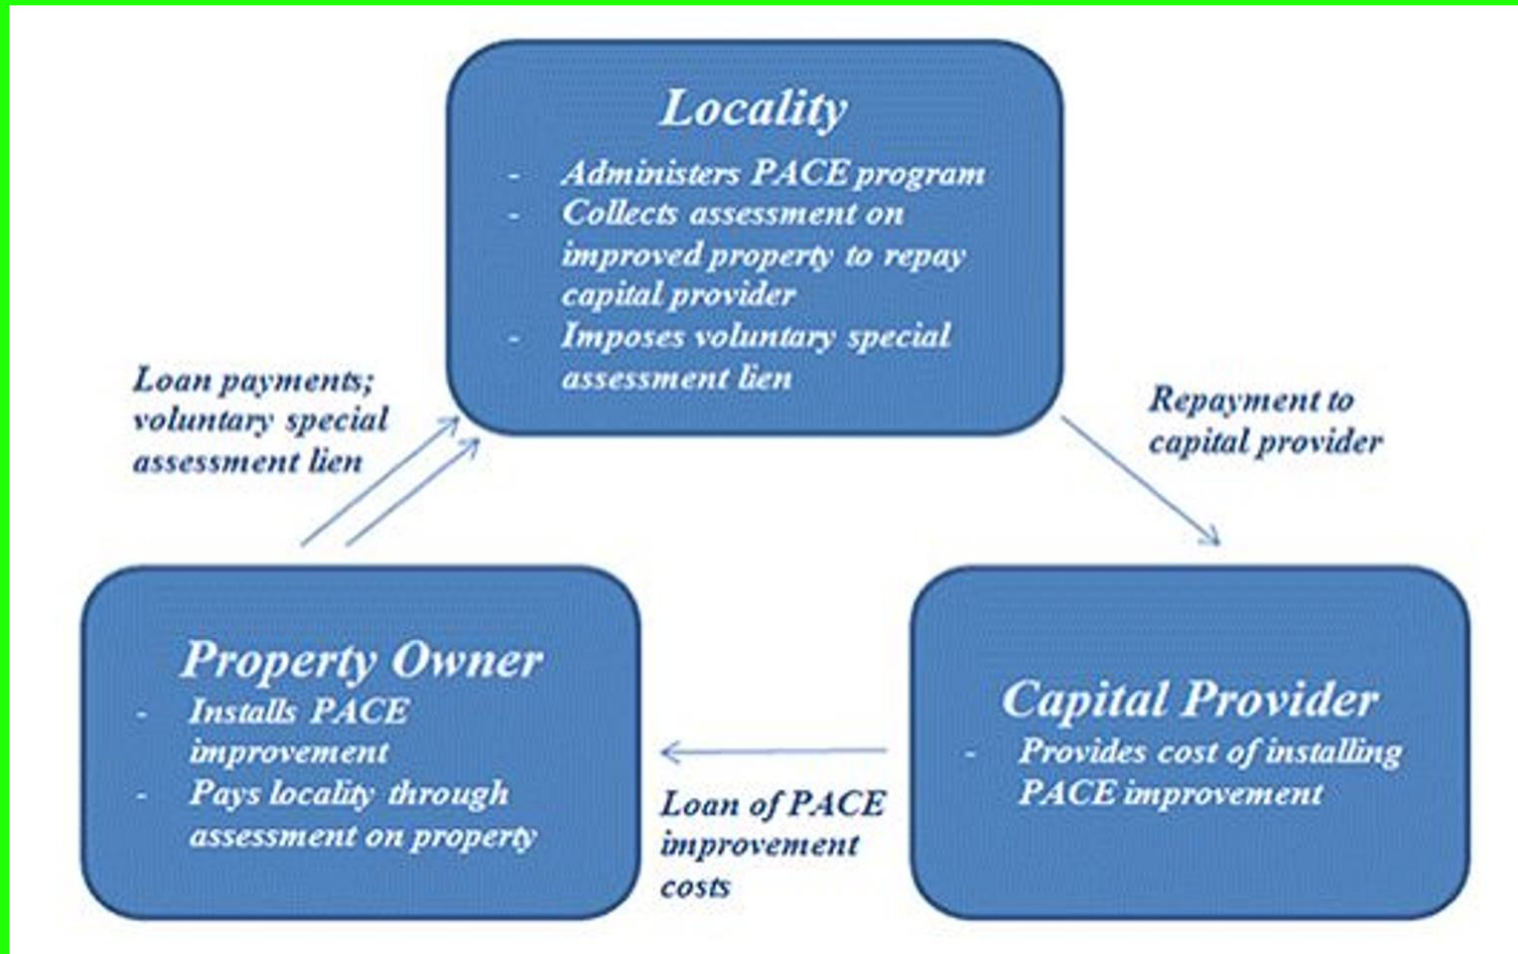 Locality
- Administers PACE program
- Collects assessment on
improved property to repay
capital provider
- Imposes voluntary special
assessment lien
Loan payments;
voluntary special
assessment lien
Repayment to
capital provider
Property Owner
- Installs PACE
improvement
- Pays locality through
assessment on property
Loan of PACE
improvement
costs
Capital Provider
- Provides cost of installing
PACE improvement